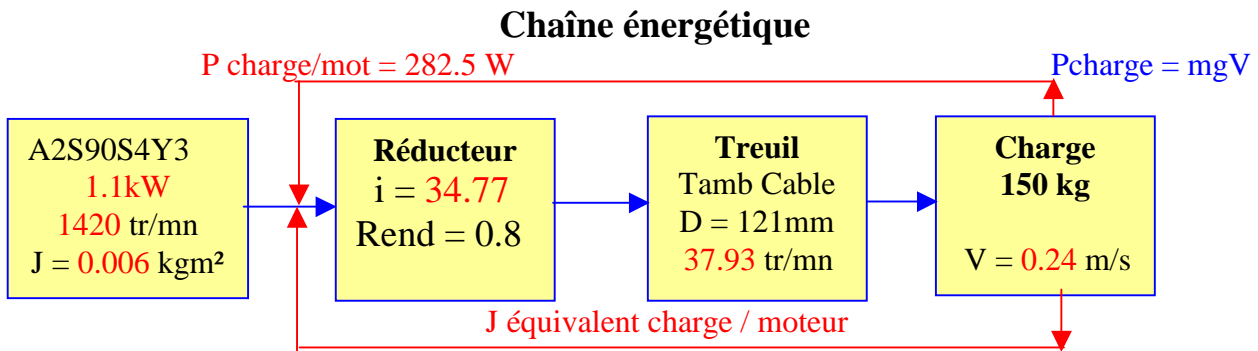 Chaîne énergétique
P charge/mot = 282.5 W
Pcharge = mgV
A2S90S4Y3
1.1kW
1420 tr/mn
J = 0.006 kgm²
Réducteur
i = 34.77
Rend = 0.8
Treuil
Tamb Cable
D = 121mm
37.93 tr/mn
Charge
150 kg
V = 0.24 m/s
J équivalent charge / moteur